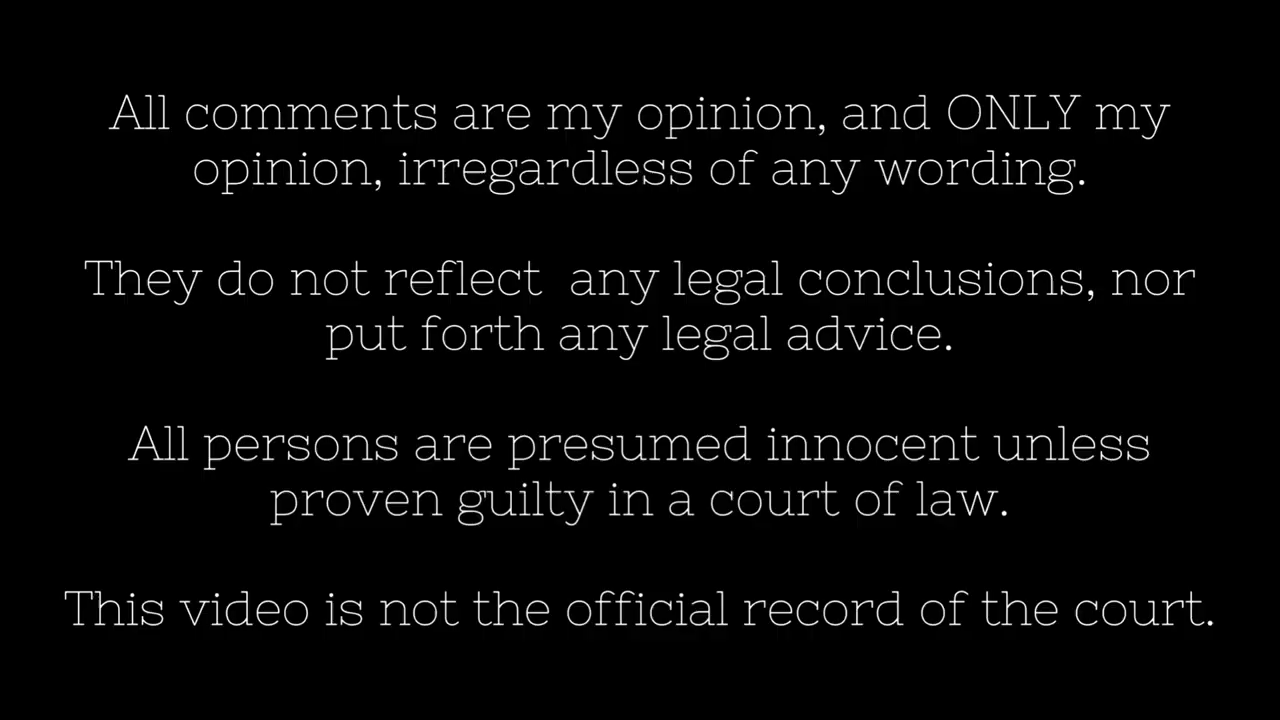 All comments are my opinion, and ONLY my
opinion, irregardless of any wording.
They do not reflect  any legal conclusions, nor
put forth any legal advice.
All persons are presumed innocent unless
proven guilty in a court of law.
This video is not the official record of the court.